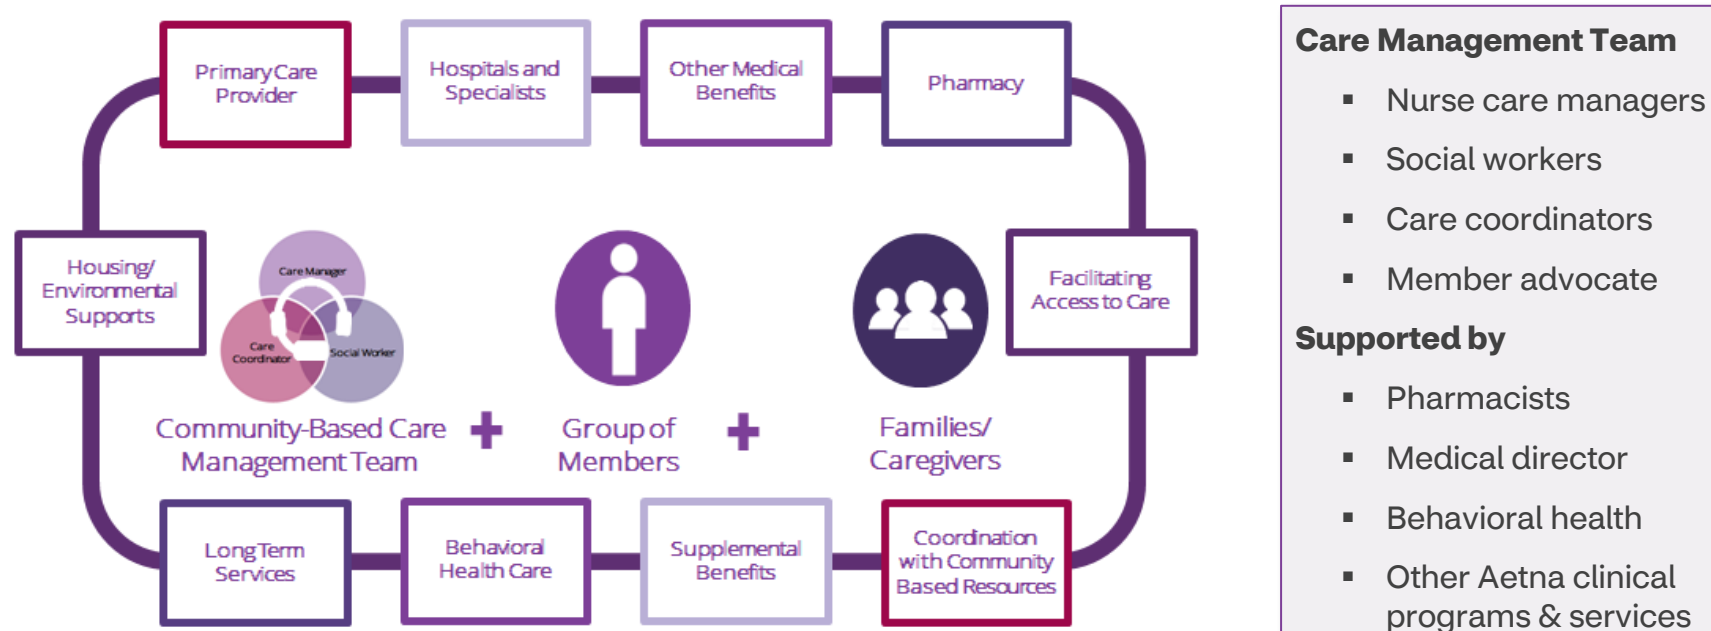 Primary Care
Provider
Hospitals and
Specialists
Other Medical
Benefits
Pharmacy
Housing/
Environmental
Supports
Care Manager
Care
Coordinator
Social Worker
Facilitating
Access to Care
Community-Based Care
Management Team
+
Group of
Members
+
Families/
Caregivers
Long Term
Services
Behavioral
Health Care
Supplemental
Benefits
Coordination
with Community
Based Resources
Care Management Team
▪ Nurse care managers
▪ Social workers
▪ Care coordinators
▪ Member advocate
Supported by
▪ Pharmacists
▪ Medical director
▪ Behavioral health
▪ Other Aetna clinical
programs & services